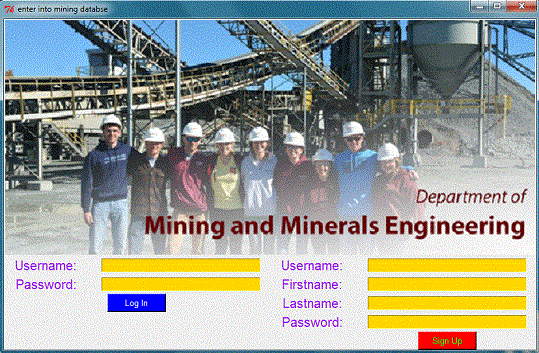 enter into mining databse
Department of
Mining and Minerals Engineering
Username:
Password:
Log In
Username:
Firstname:
Lastname:
Password:
Sign Up